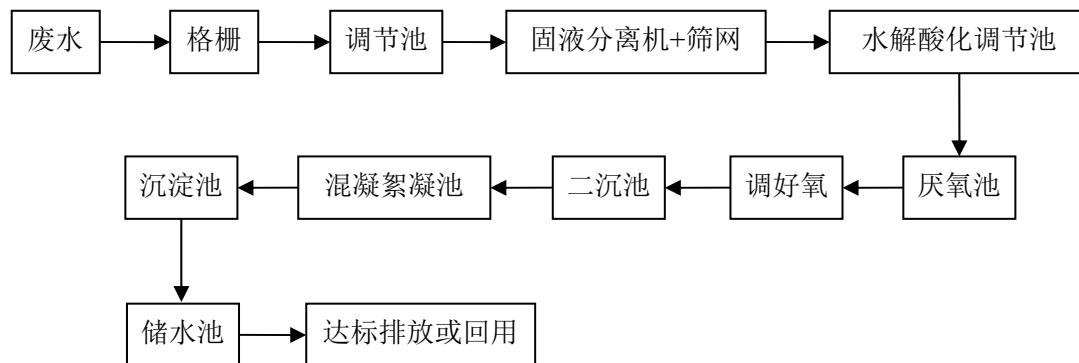 废水
格栅
调节池
固液分离机+筛网
水解酸化调节池
厌氧池
调好氧
二沉池
混凝絮凝池
沉淀池
储水池
达标排放或回用